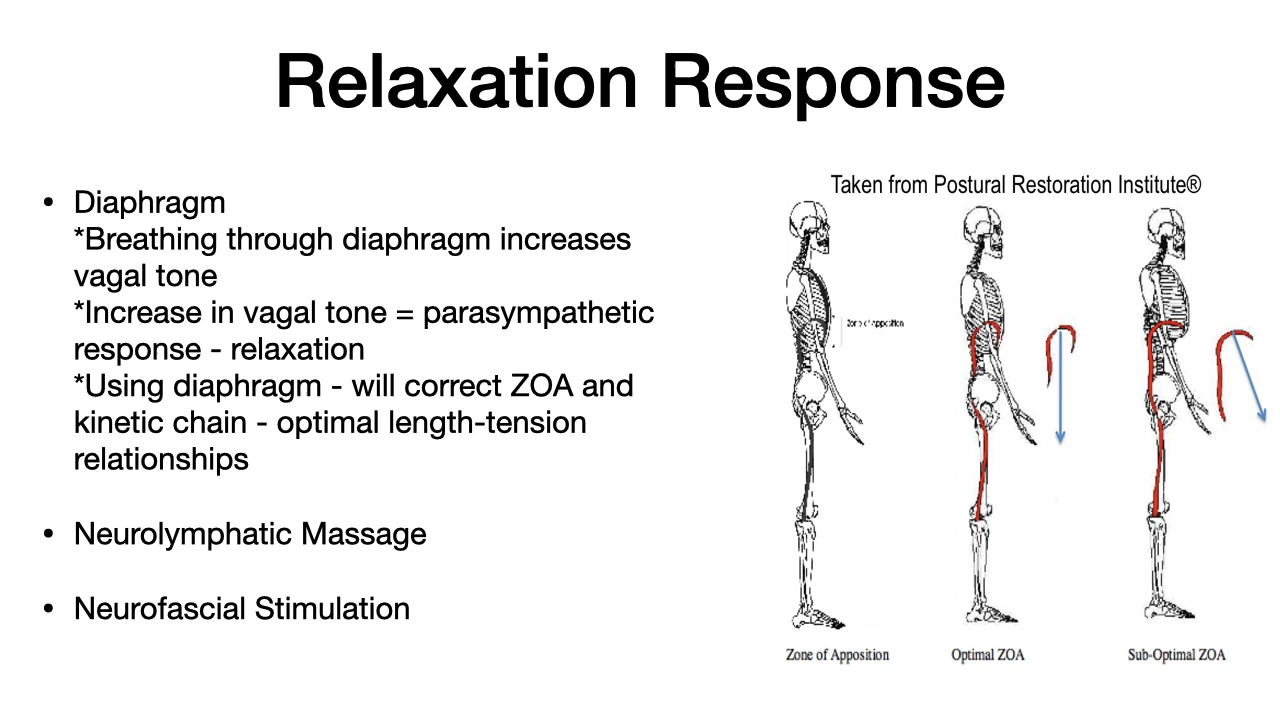 Relaxation Response
Taken from Postural Restoration Institute®
• Diaphragm
*Breathing through diaphragm increases
vagal tone
*Increase in vagal tone = parasympathetic
response - relaxation
*Using diaphragm - will correct ZOA and
kinetic chain - optimal length-tension
relationships
• Neurolymphatic Massage
• Neurofascial Stimulation
Zone of Apposition
Zone of Apposition
Optimal ZOA
Sub-Optimal ZOA